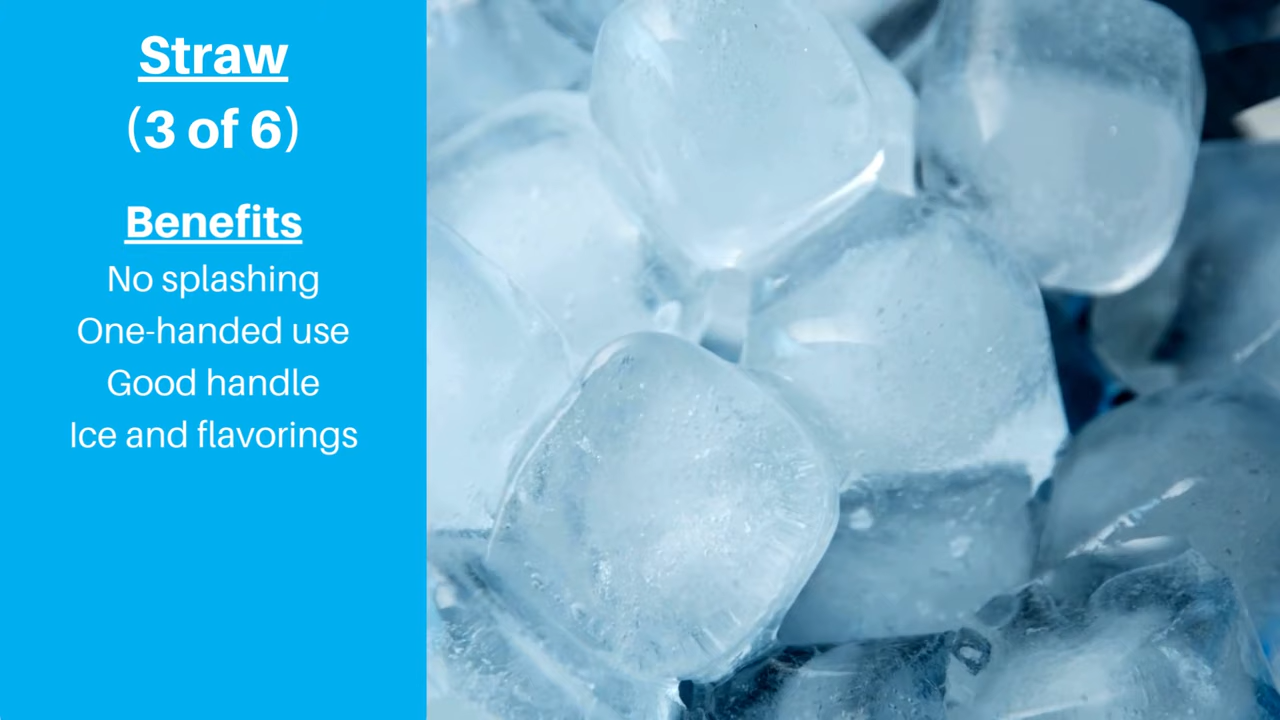 Straw
(3 of 6)
Benefits
No splashing
One-handed use
Good handle
Ice and flavorings